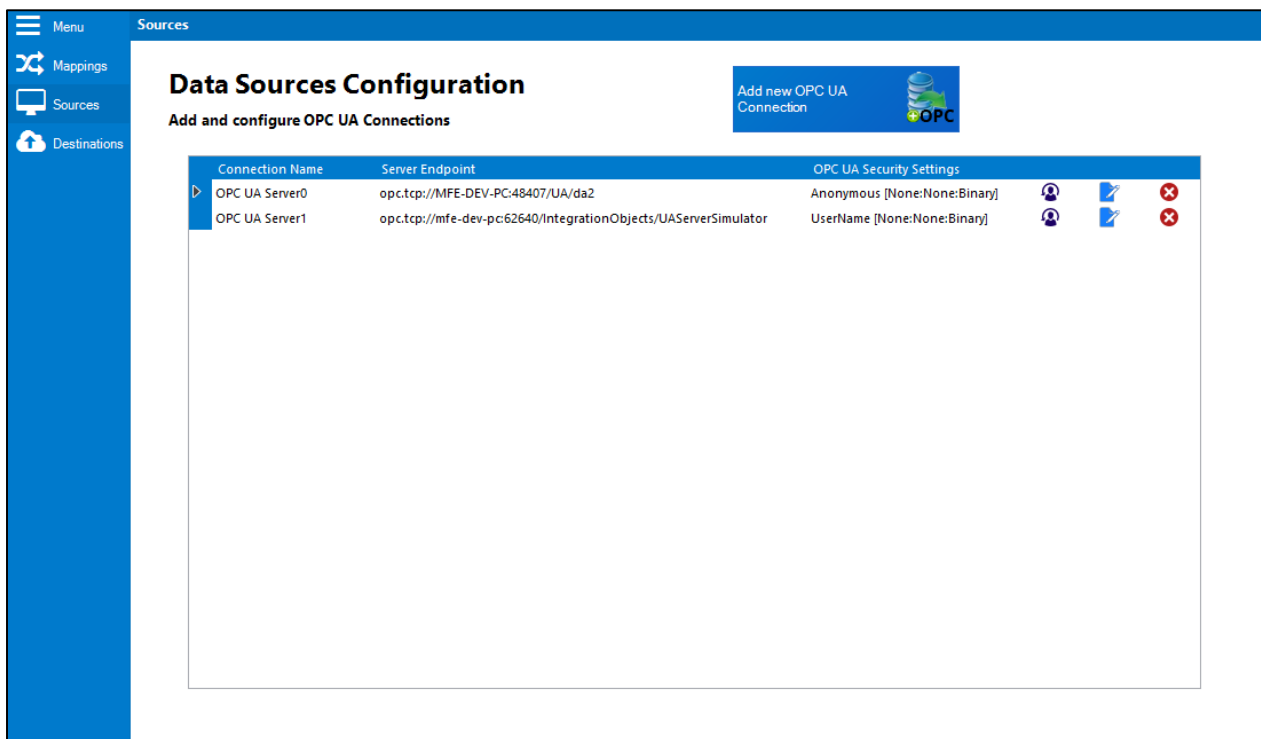 Menu
Sources
Mappings
Sources
Destinations
Data Sources Configuration
Add and configure OPC UA Connections
Add new OPC UA
Connection
OPC
Connection Name Server Endpoint OPC UA Security Settings
OPC UA Server0 opc.tcp://MFE-DEV-PC:48407/UA/da2 Anonymous [None:None:Binary]
OPC UA Server1 opc.tcp://mfe-dev-pc:62640/IntegrationObjects/UAServerSimulator UserName [None:None:Binary]